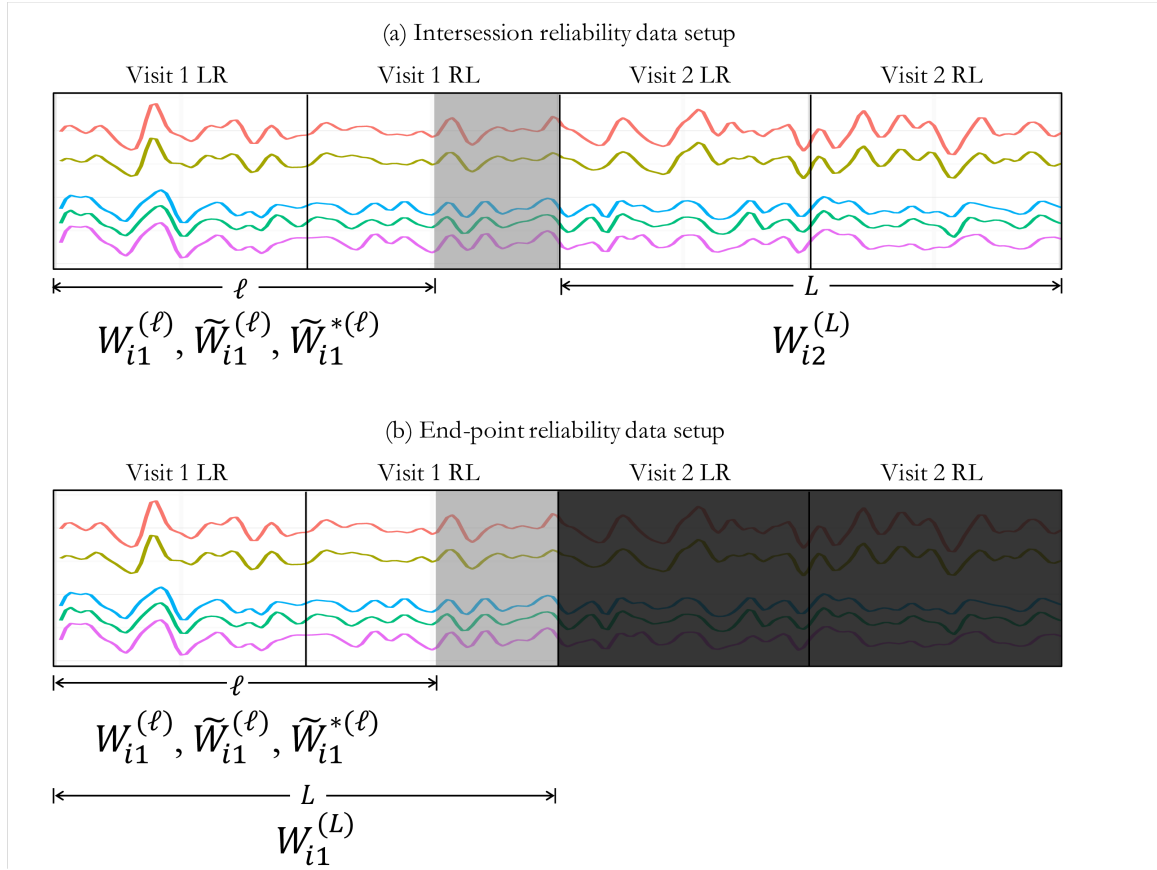 (a) Intersession reliability data setup
Visit 1 LR Visit 1 RL Visit 2 LR Visit 2 RL
ℓ L
W_{i1}^{(ℓ)}, W̃_{i1}^{(ℓ)}, W̃_{i1}^{*(ℓ)} W_{i2}^{(L)}
(b) End-point reliability data setup
Visit 1 LR Visit 1 RL Visit 2 LR Visit 2 RL
ℓ
W_{i1}^{(ℓ)}, W̃_{i1}^{(ℓ)}, W̃_{i1}^{*(ℓ)}
L
W_{i1}^{(L)}